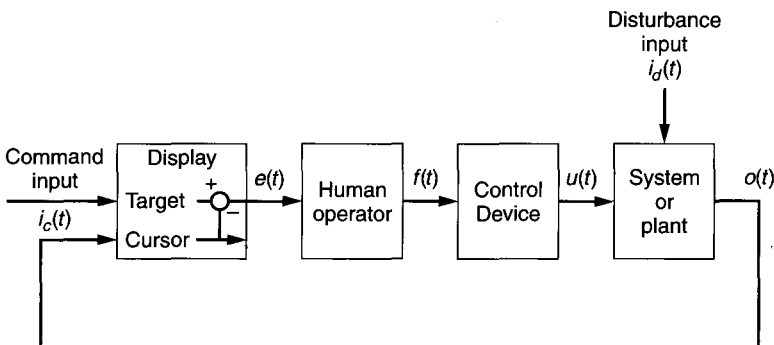 Disturbance
input
i_d(t)
Command
input
i_c(t)
Display
+
Target
−
Cursor
e(t)
Human
operator
f(t)
Control
Device
u(t)
System
or
plant
o(t)